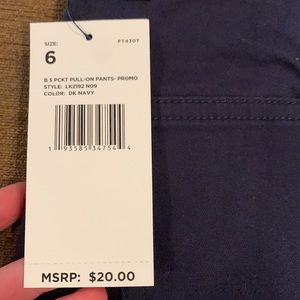 SIZE: PT430T
6
B 5 PCKT PULL-ON PANTS- PROMO
STYLE: LK2192 N09
COLOR: DK NAVY
1 93585 34754 4
MSRP: $20.00